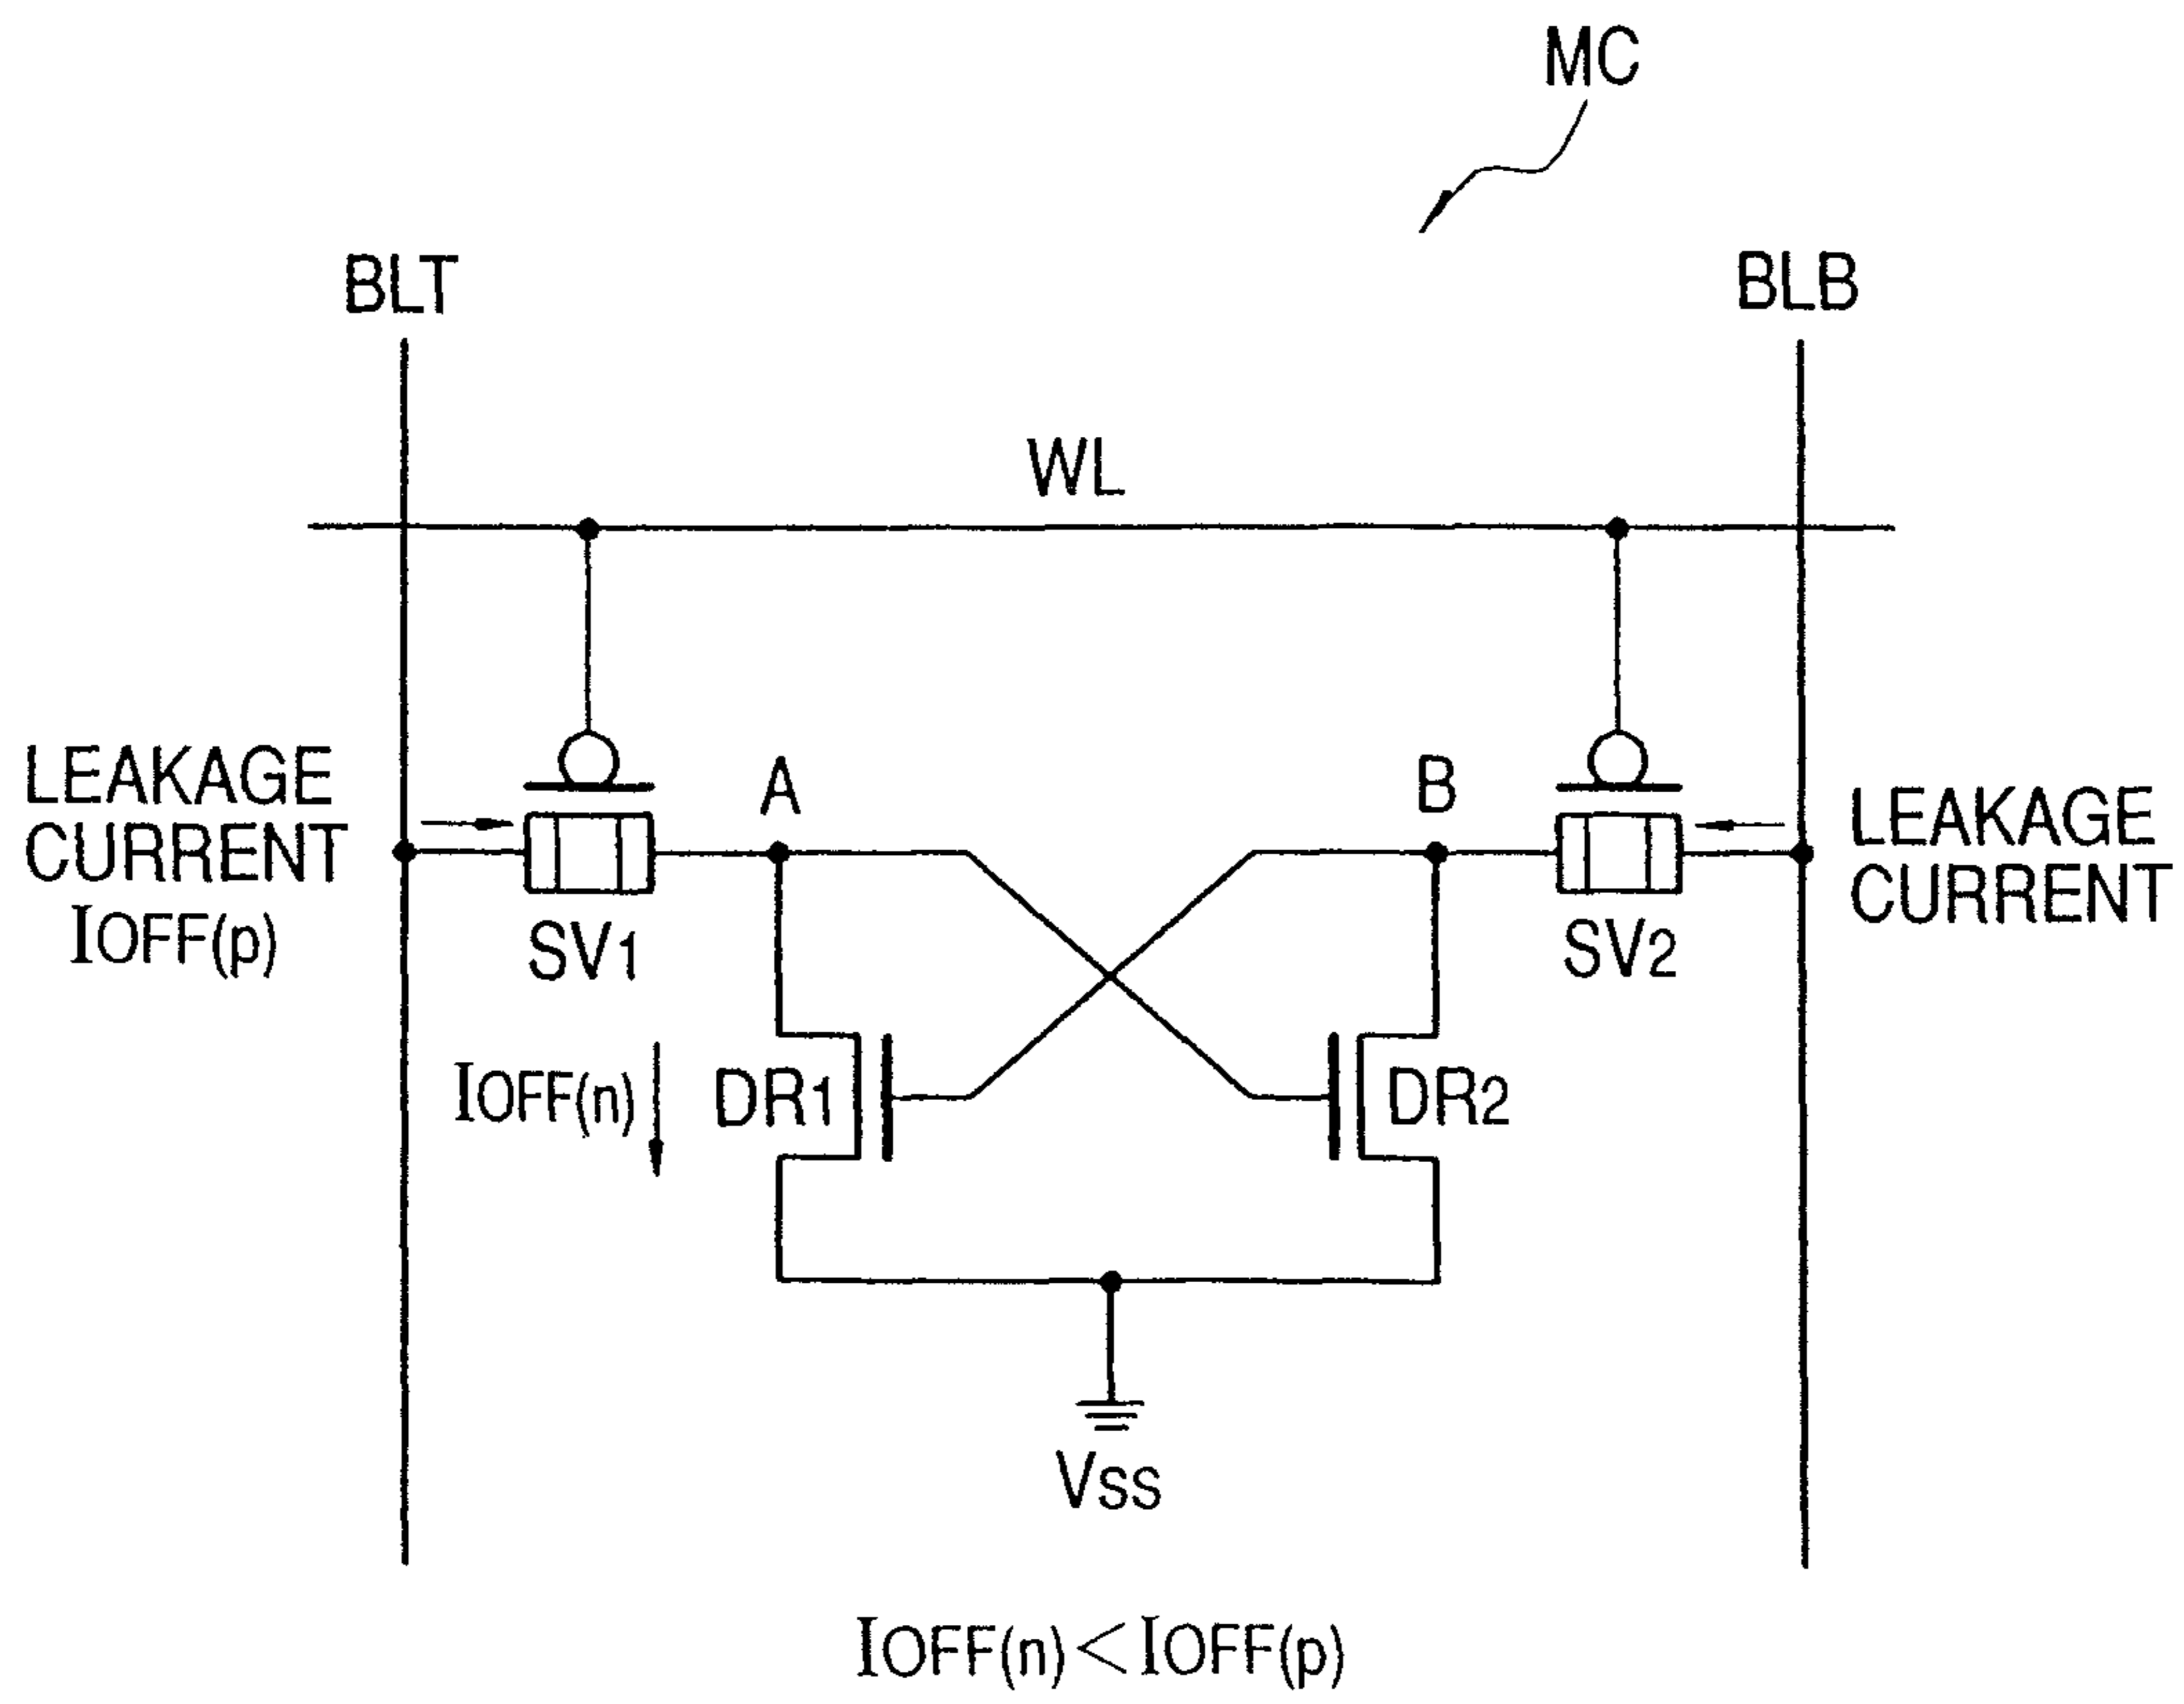 MC
BLT
BLB
WL
LEAKAGE
CURRENT
IOFF(p)
A
B
LEAKAGE
CURRENT
SV1
SV2
IOFF(n)
DR1
DR2
VSS
IOFF(n)<IOFF(p)